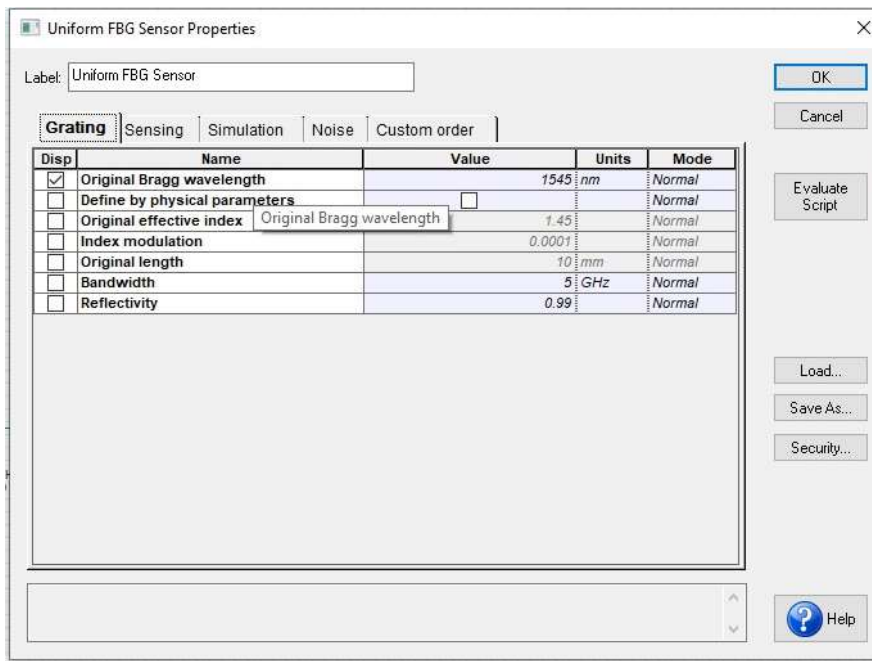 Uniform FBG Sensor Properties
Label: Uniform FBG Sensor
OK
Cancel
Grating Sensing Simulation Noise Custom order
Disp Name Value Units Mode
Original Bragg wavelength 1545 nm Normal
Define by physical parameters Normal
Original effective index 1.45 Normal
Original Bragg wavelength
Index modulation 0.0001 Normal
Original length 10 mm Normal
Bandwidth 5 GHz Normal
Reflectivity 0.99 Normal
Evaluate
Script
Load...
Save As...
Security...
Help